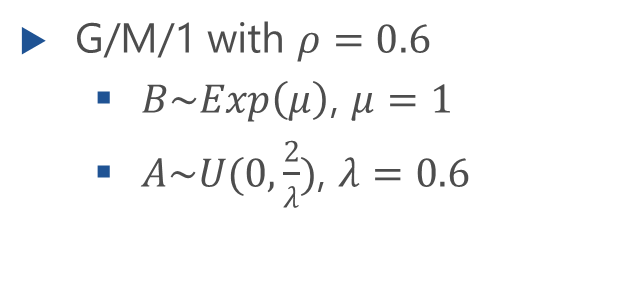 ▶ G/M/1 with ρ = 0.6
▪ B~Exp(μ), μ = 1
▪ A~U(0, 2/λ), λ = 0.6